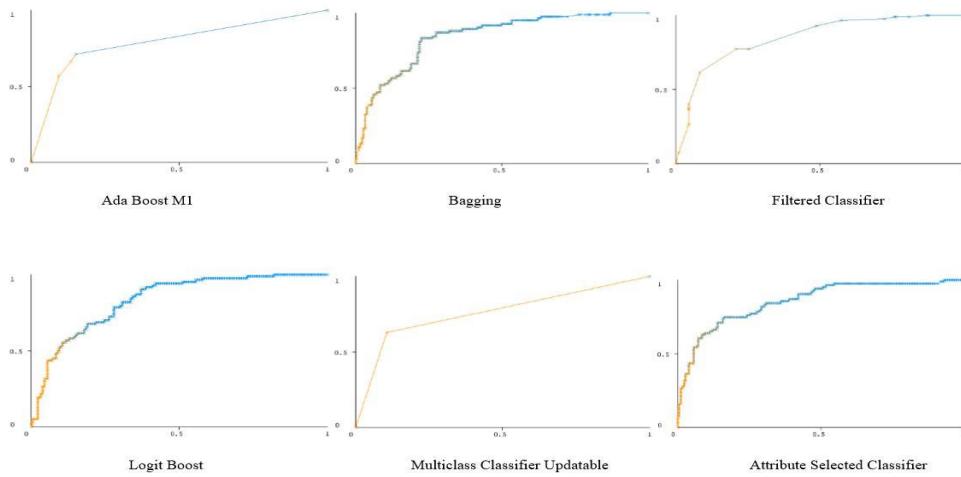 1
0.5
0
0 0.5 1
Ada Boost M1
1
0.5
0
0 0.5 1
Bagging
1
0.5
0
0 0.5
Filtered Classifier
1
0.5
0
0 0.5 1
Logit Boost
1
0.5
0
0 0.5 1
Multiclass Classifier Updatable
1
0.5
0
0 0.5
Attribute Selected Classifier